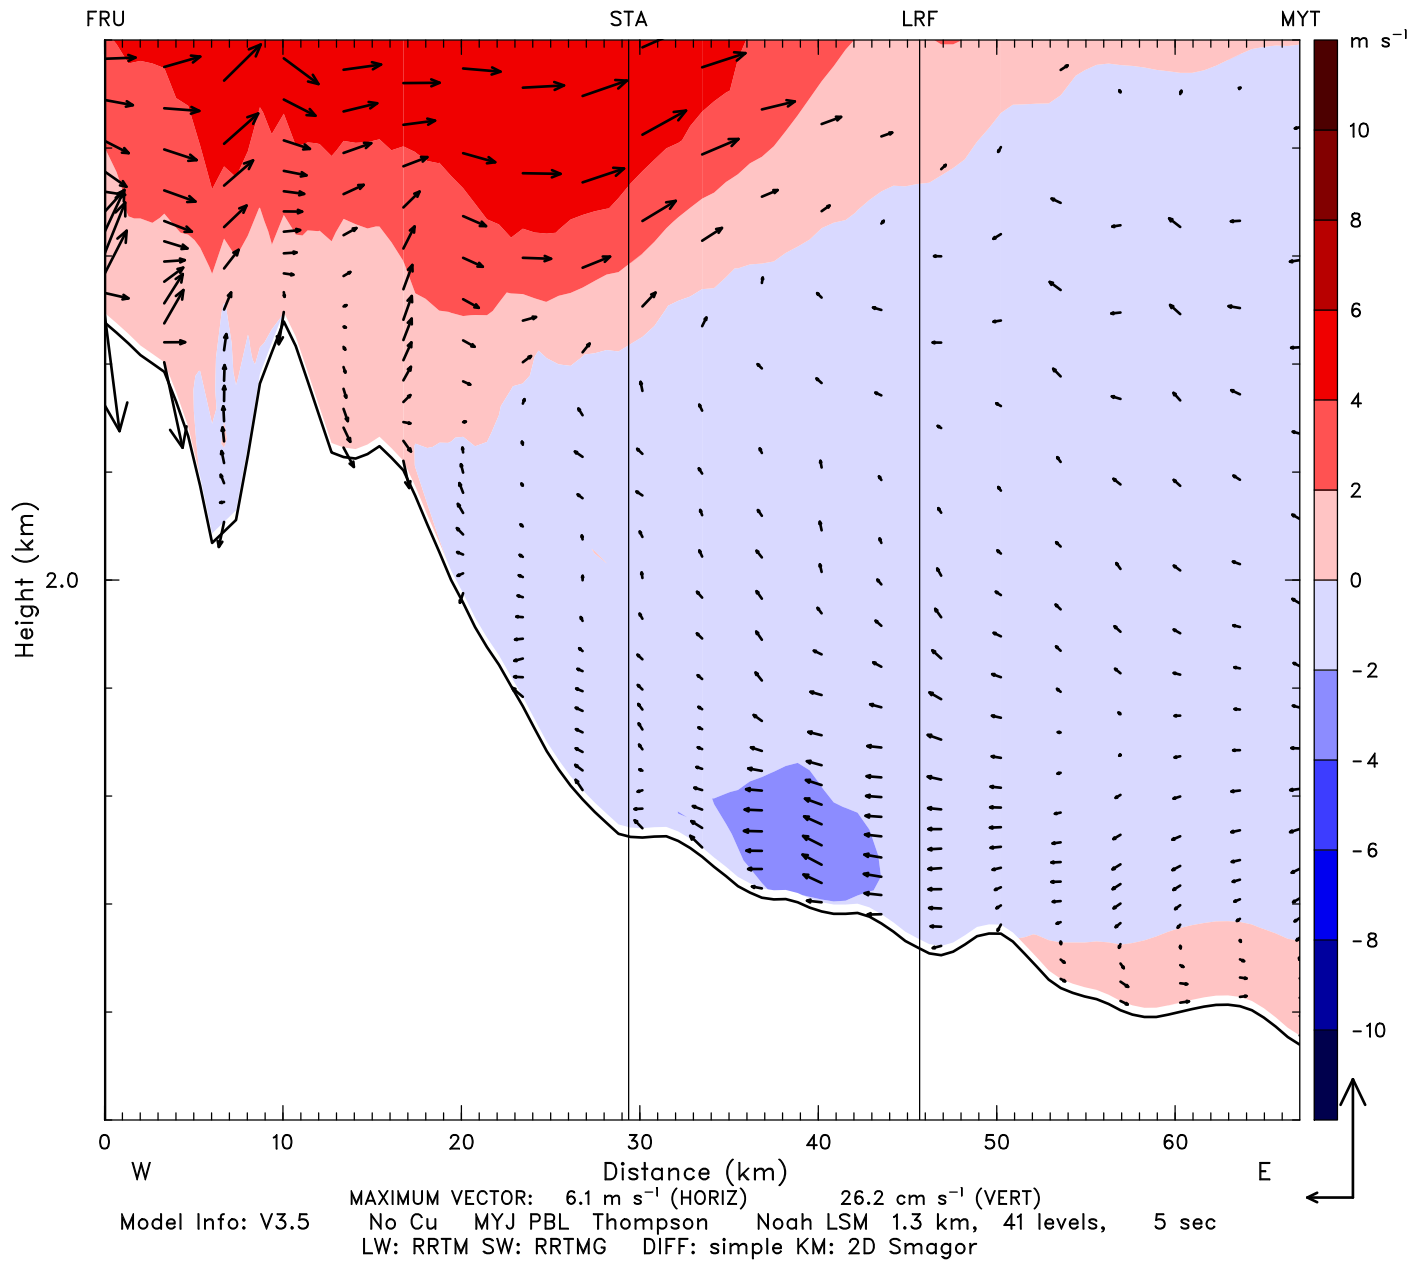 FRU STA LRF MYT
m s⁻¹
10
8
6
4
2
0
-2
-4
-6
-8
-10
Height (km)
2.0
0 10 20 30 40 50 60
W Distance (km) E
MAXIMUM VECTOR: 6.1 m s⁻¹ (HORIZ) 26.2 cm s⁻¹ (VERT)
Model Info: V3.5 No Cu MYJ PBL Thompson Noah LSM 1.3 km, 41 levels, 5 sec
LW: RRTM SW: RRTMG DIFF: simple KM: 2D Smagor